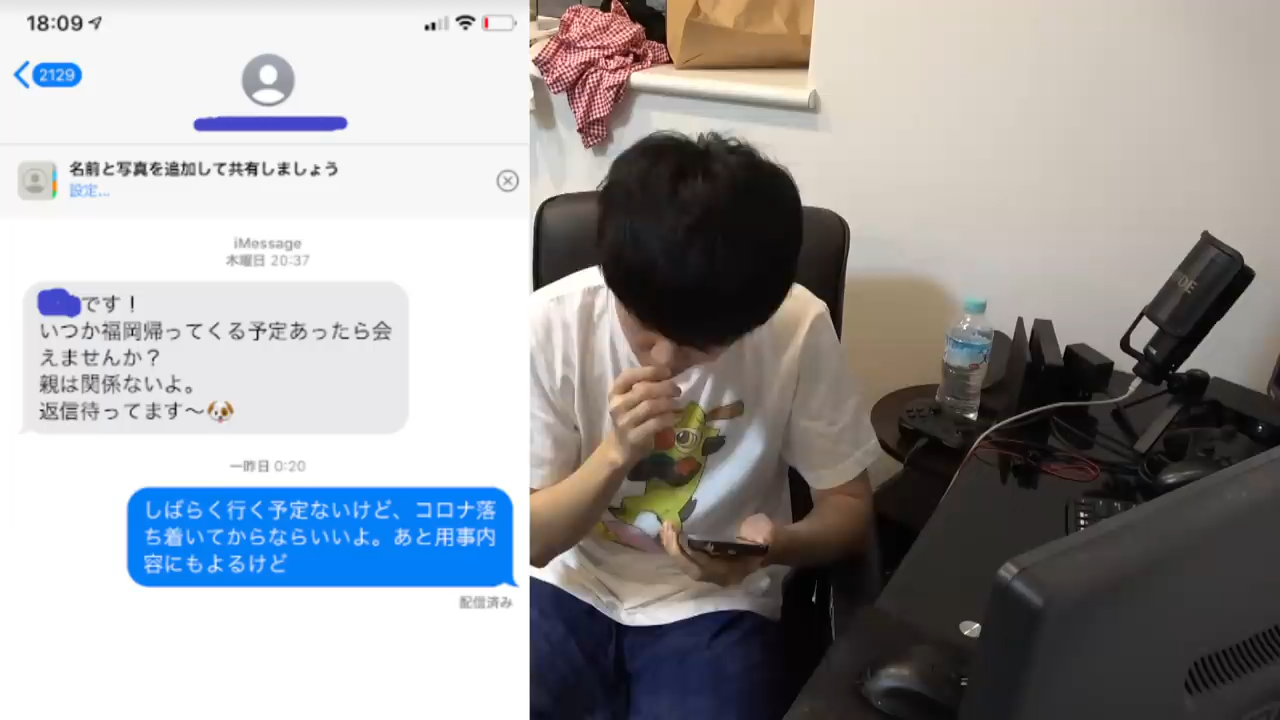 18:09
2129
名前と写真を追加して共有しましょう
設定...
iMessage
木曜日 20:37
です！
いつか福岡帰ってくる予定あったら会
えませんか？
親は関係ないよ。
返信待ってます〜🐶
一昨日 0:20
しばらく行く予定ないけど、コロナ落
ち着いてからならいいよ。あと用事内
容にもよるけど
配信済み
RØDE